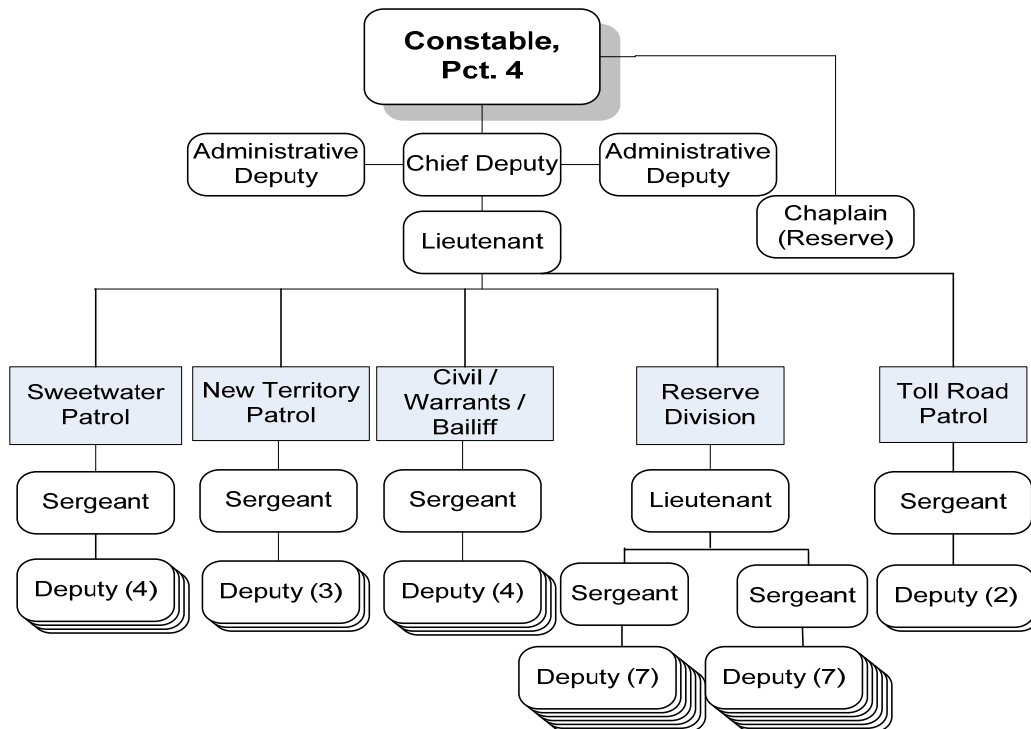 Constable,
Pct. 4
Administrative
Deputy
Chief Deputy
Administrative
Deputy
Chaplain
(Reserve)
Lieutenant
Sweetwater
Patrol
New Territory
Patrol
Civil /
Warrants /
Bailiff
Reserve
Division
Toll Road
Patrol
Sergeant
Sergeant
Sergeant
Lieutenant
Sergeant
Deputy (4)
Deputy (3)
Deputy (4)
Sergeant
Sergeant
Deputy (2)
Deputy (7)
Deputy (7)